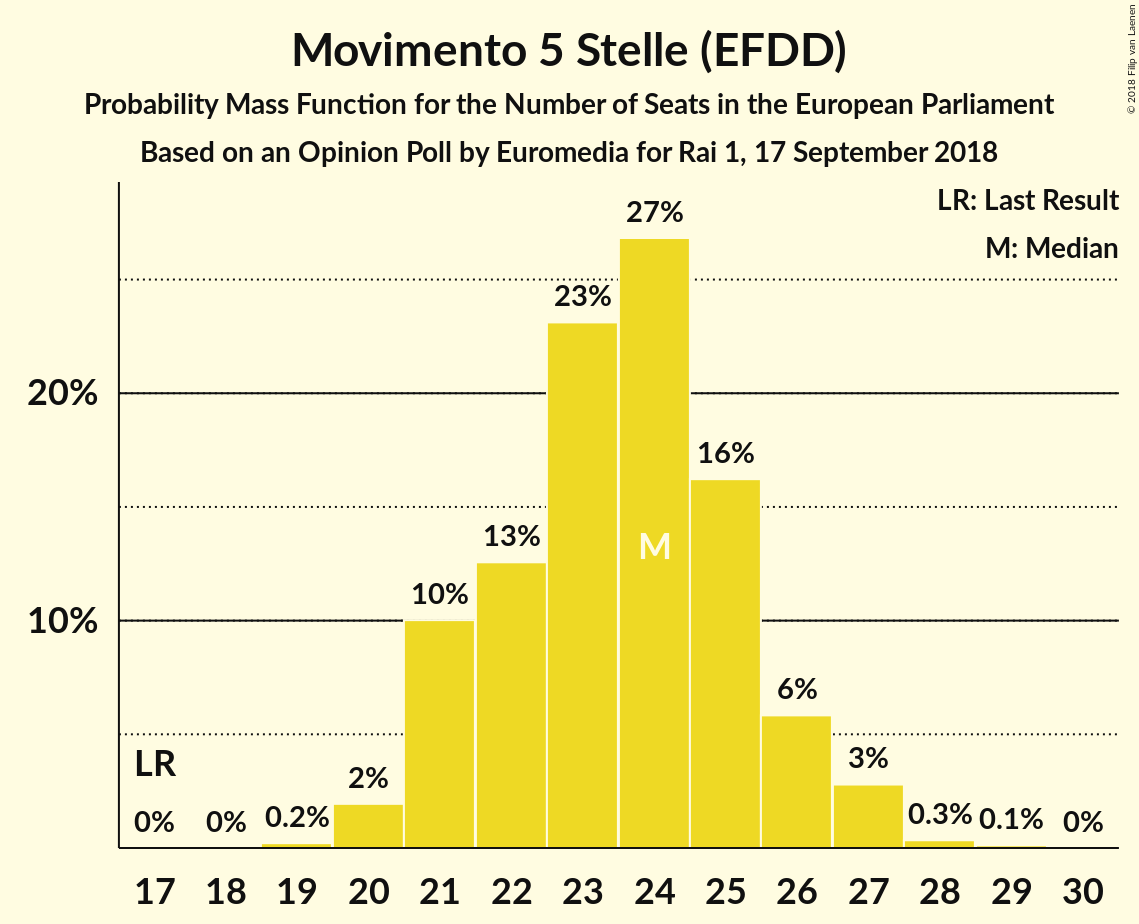 Movimento 5 Stelle (EFDD)
Probability Mass Function for the Number of Seats in the European Parliament
Based on an Opinion Poll by Euromedia for Rai 1, 17 September 2018
© 2018 Filip van Laenen
LR: Last Result
M: Median
27%
23%
20%
16%
13%
M
10%
10%
6%
LR
3%
2%
0%
0%
0.2%
0.3%
0.1%
0%
17 18 19 20 21 22 23 24 25 26 27 28 29 30